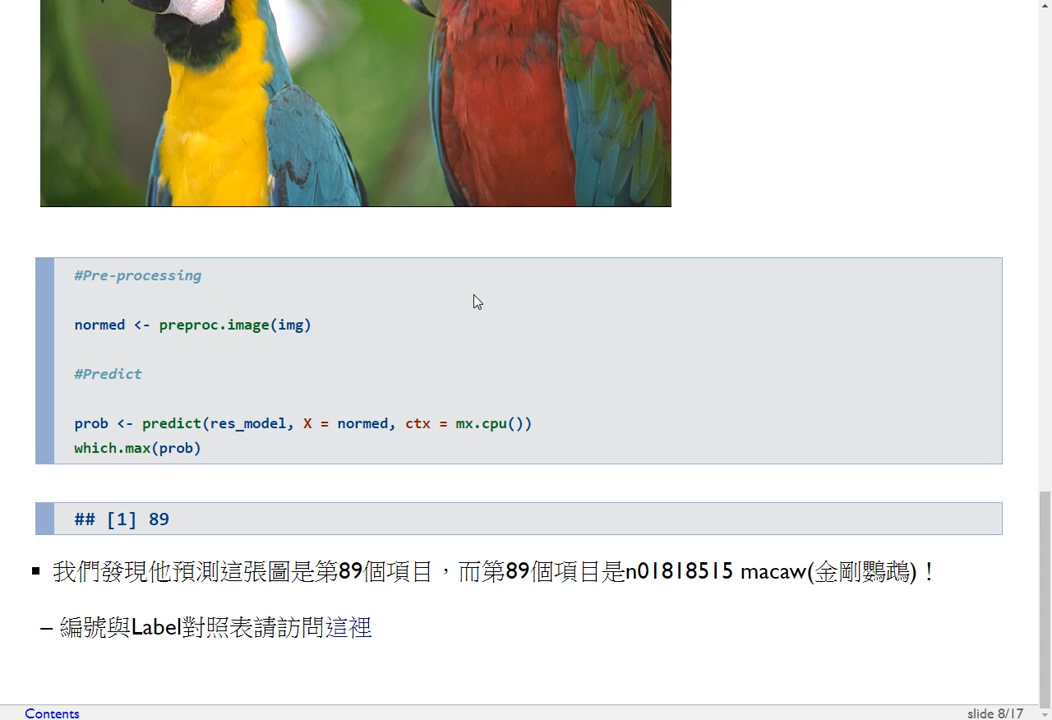 #Pre-processing
normed <- preproc.image(img)
#Predict
prob <- predict(res_model, X = normed, ctx = mx.cpu())
which.max(prob)
## [1] 89
▪ 我們發現他預測這張圖是第89個項目，而第89個項目是n01818515 macaw(金剛鸚鵡)！
– 編號與Label對照表請訪問這裡
Contents
slide 8/17